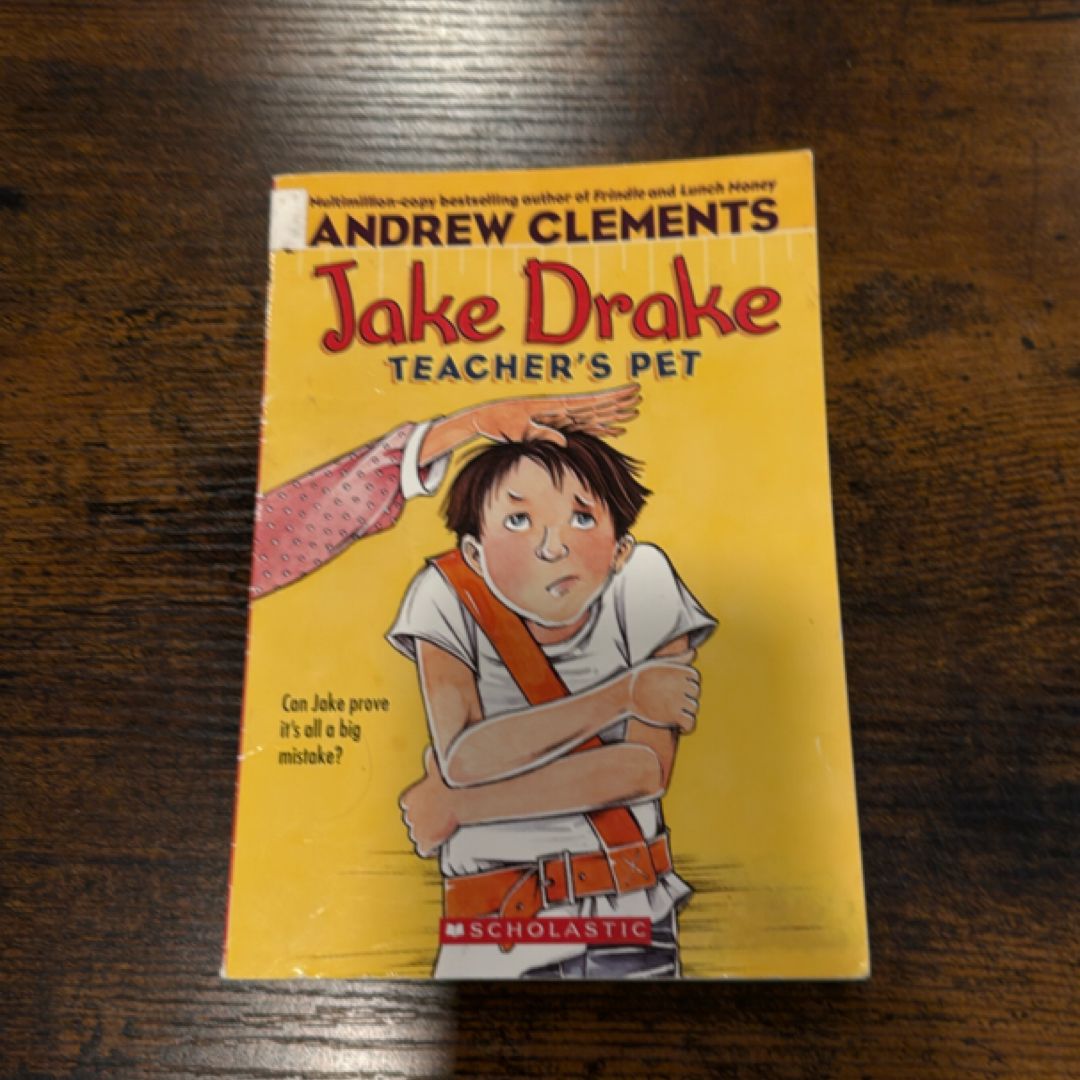 Multimillion-copy bestselling author of Frindle and Lunch Money
ANDREW CLEMENTS
Jake Drake
TEACHER'S PET
Can Jake prove
it's all a big
mistake?
SCHOLASTIC